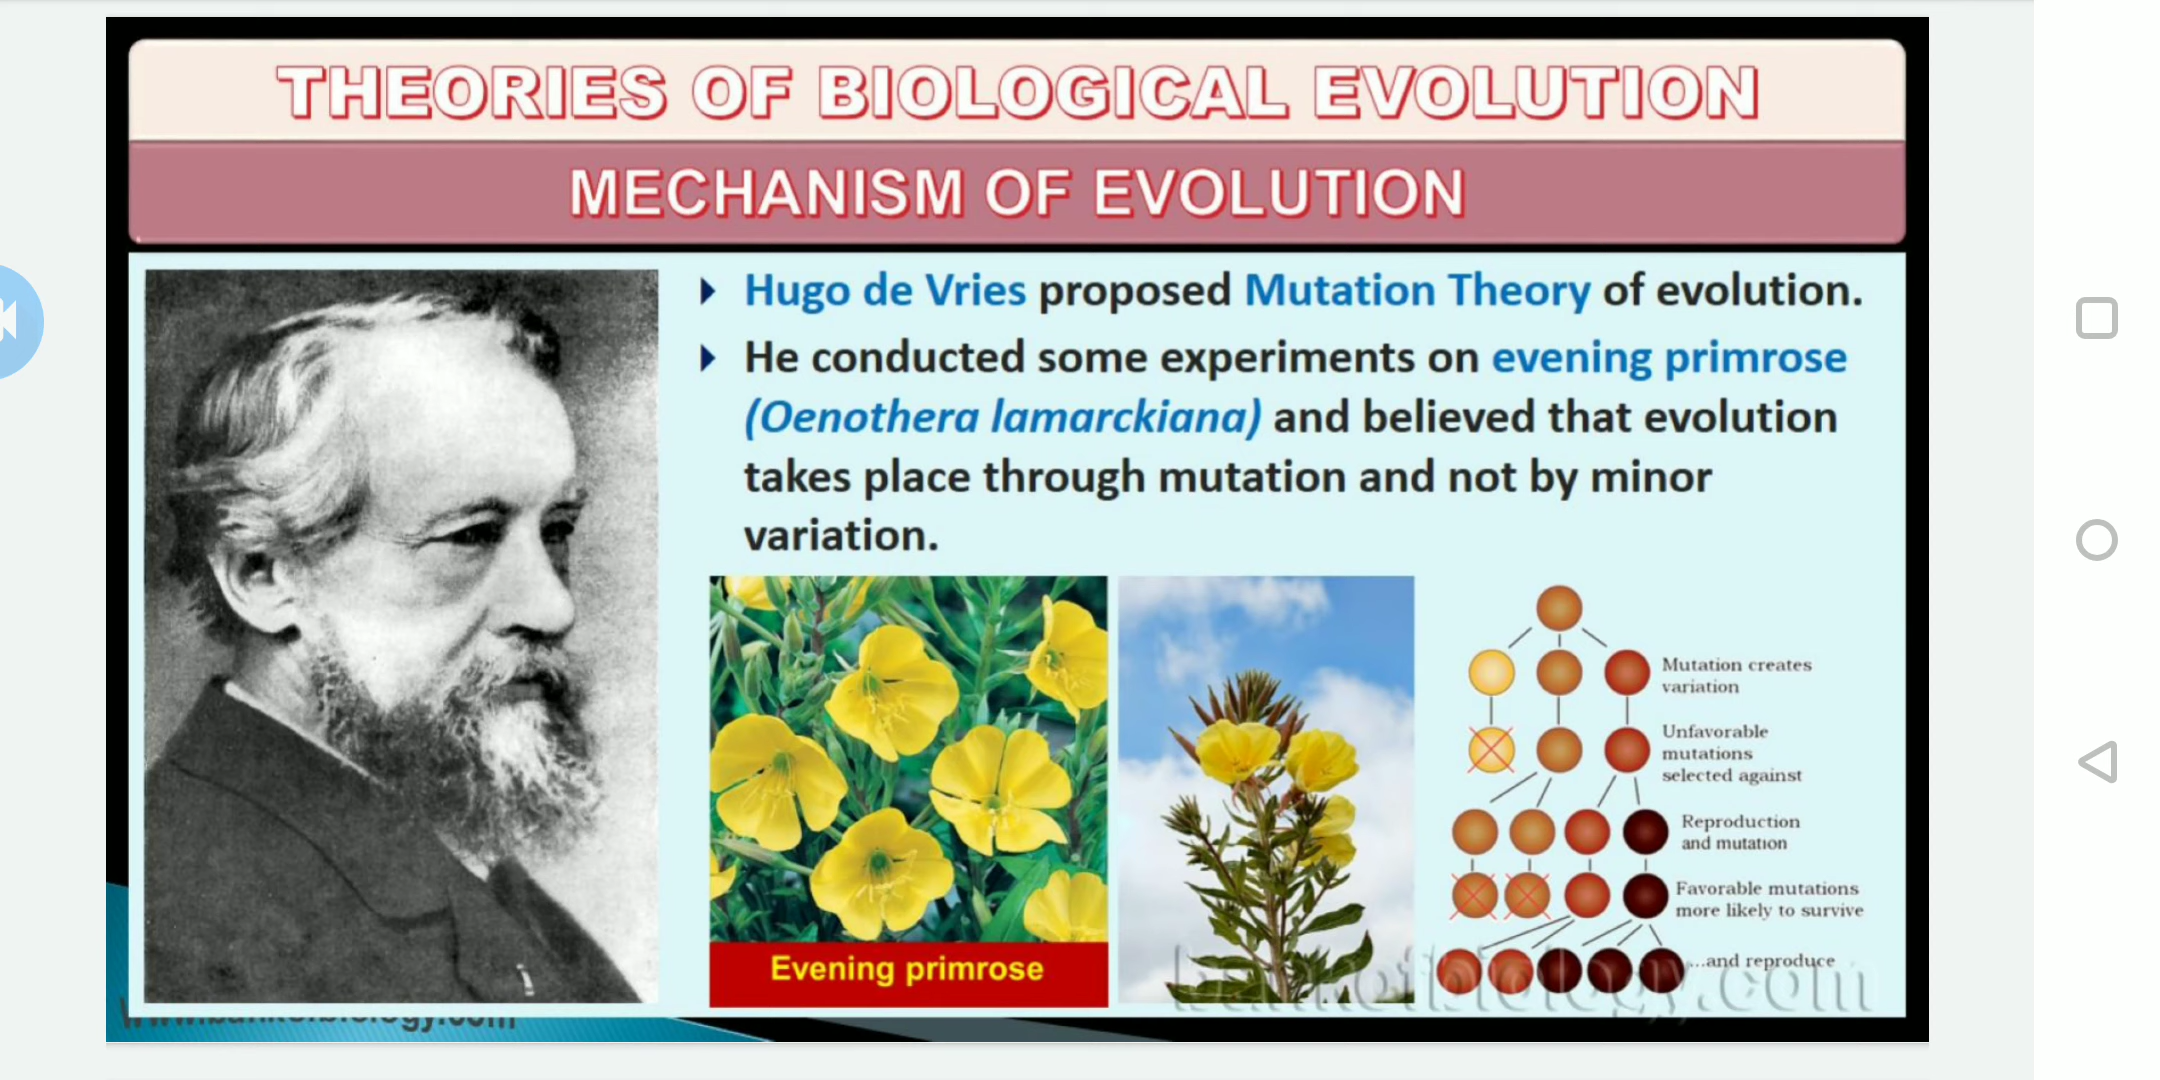 THEORIES OF BIOLOGICAL EVOLUTION
MECHANISM OF EVOLUTION
Hugo de Vries proposed Mutation Theory of evolution.
He conducted some experiments on evening primrose
(Oenothera lamarckiana) and believed that evolution
takes place through mutation and not by minor
variation.
Evening primrose
Mutation creates
variation
Unfavorable
mutations
selected against
Reproduction
and mutation
Favorable mutations
more likely to survive
...and reproduce